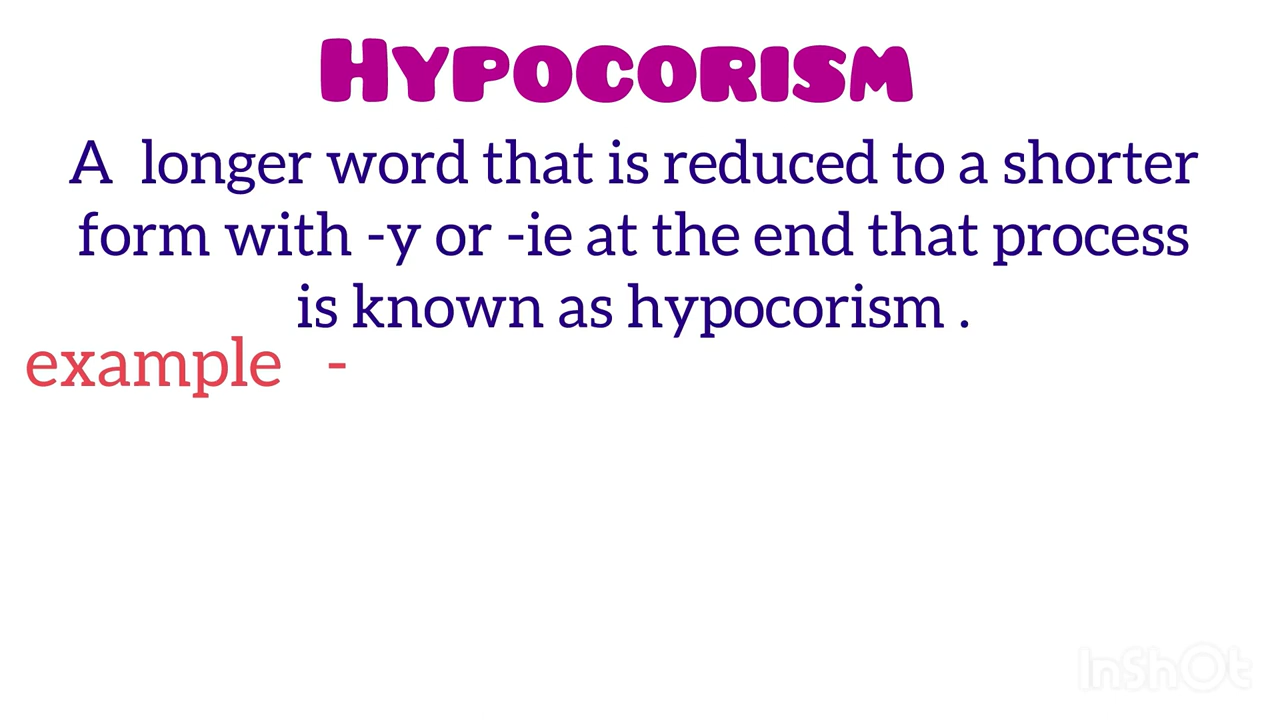 HYPOCORISM
A longer word that is reduced to a shorter
form with -y or -ie at the end that process
is known as hypocorism .
example -
InShOt